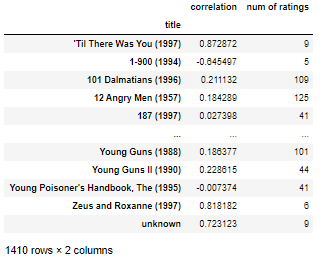 correlation num of ratings
title
'Til There Was You (1997) 0.872872 9
1-900 (1994) -0.645497 5
101 Dalmatians (1996) 0.211132 109
12 Angry Men (1957) 0.184289 125
187 (1997) 0.027398 41
... ... ...
Young Guns (1988) 0.186377 101
Young Guns II (1990) 0.228615 44
Young Poisoner's Handbook, The (1995) -0.007374 41
Zeus and Roxanne (1997) 0.818182 6
unknown 0.723123 9
1410 rows × 2 columns